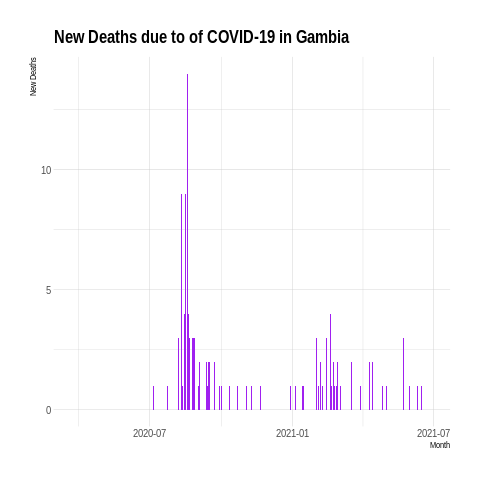 New Deaths due to of COVID-19 in Gambia
New Deaths
10
5
0
2020-07
2021-01
2021-07
Month